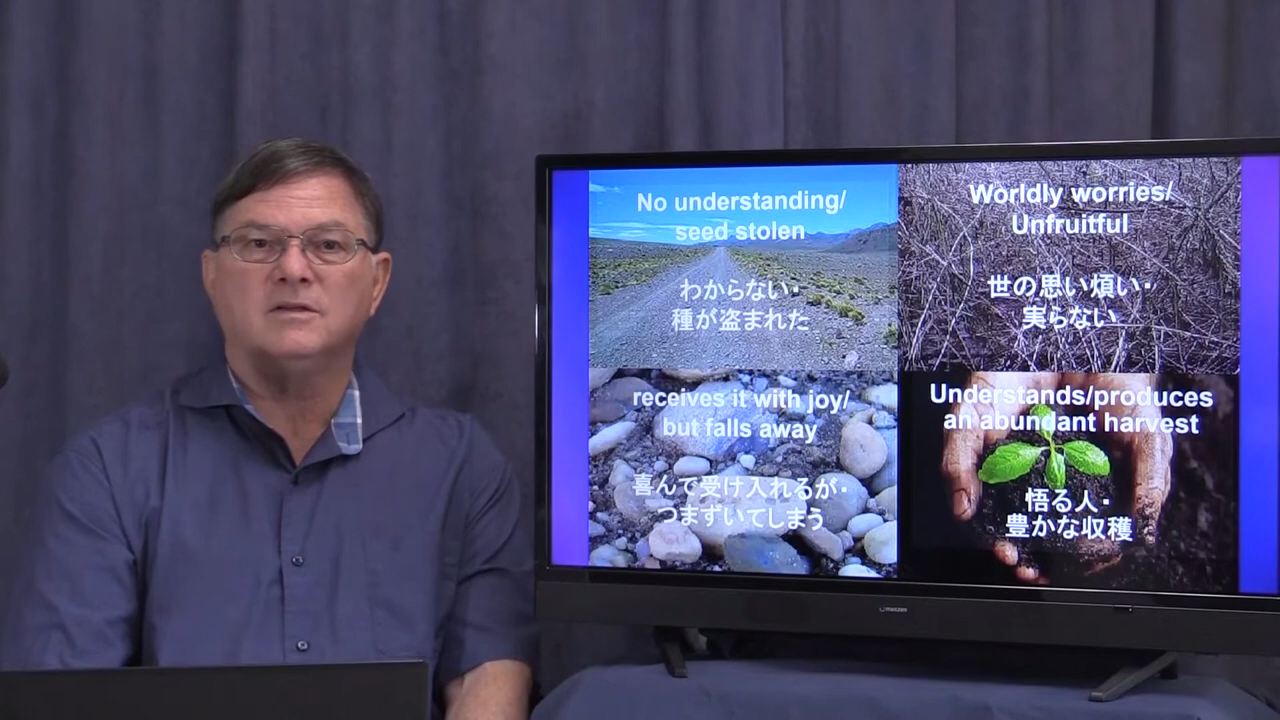 No understanding/
seed stolen
わからない・
種が盗まれた
Worldly worries/
Unfruitful
世の思い煩い・
実らない
receives it with joy/
but falls away
喜んで受け入れるが・
つまずいてしまう
Understands/produces
an abundant harvest
悟る人・
豊かな収穫
maxzen